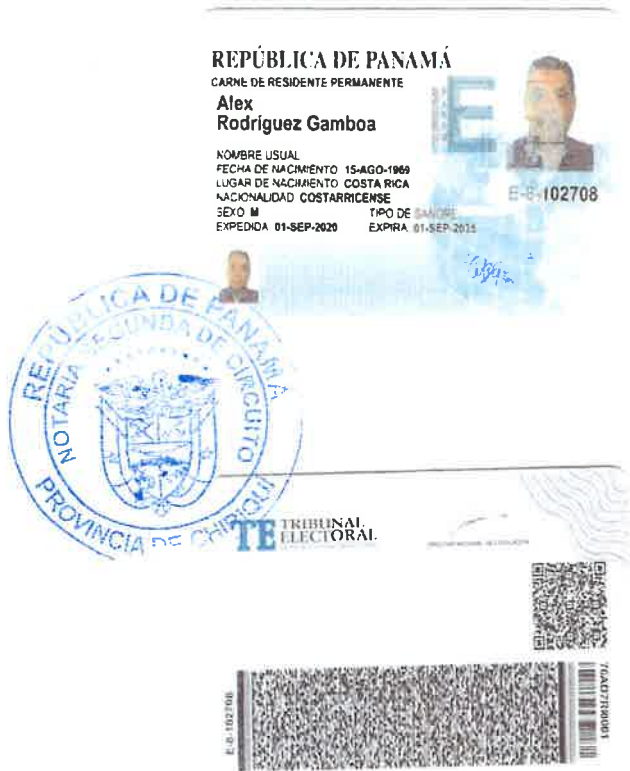 REPÚBLICA DE PANAMÁ
CARNE DE RESIDENTE PERMANENTE
Alex
Rodríguez Gamboa
NOMBRE USUAL
FECHA DE NACIMIENTO 15-AGO-1969
LUGAR DE NACIMIENTO COSTA RICA
NACIONALIDAD COSTARRICENSE
SEXO M TIPO DE SANGRE
EXPEDIDA 01-SEP-2020 EXPIRA 01-SEP-2035
E
E-8-102708
REPÚBLICA DE PANAMÁ
NOTARIA SEGUNDA DE CIRCUITO
PROVINCIA DE CHIRIQUI
TE TRIBUNAL
ELECTORAL
E-8-102708